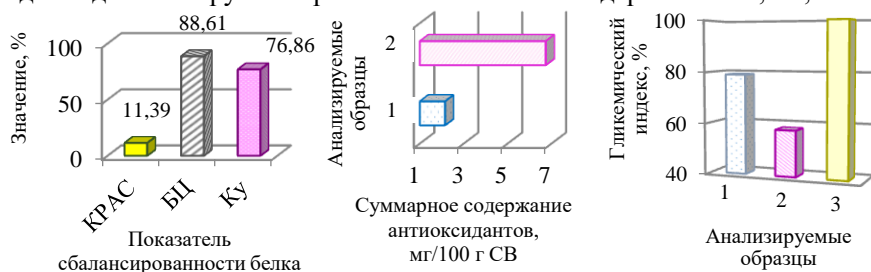 Значение, %
100
50
0
11,39
88,61
76,86
КРАС
БЦ
Ку
Показатель
сбалансированности белка
Анализируемые
образцы
2
1
1 3 5 7
Суммарное содержание
антиоксидантов,
мг/100 г СВ
Гликемический
индекс, %
100
80
60
40
1 2 3
Анализируемые
образцы